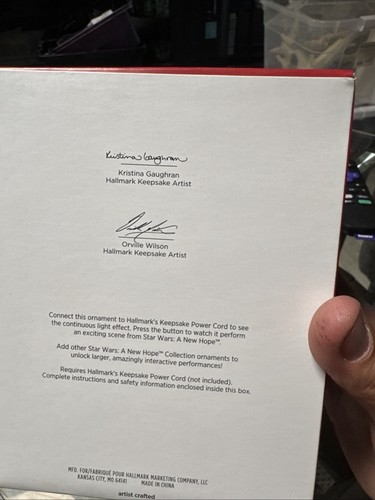 Kristina Gaughran
Kristina Gaughran
Hallmark Keepsake Artist
Orville Wilson
Hallmark Keepsake Artist
Connect this ornament to Hallmark's Keepsake Power Cord to see
the continuous light effect. Press the button to watch it perform
an exciting scene from Star Wars: A New Hope™.
Add other Star Wars: A New Hope™ Collection ornaments to
unlock larger, amazingly interactive performances!
Requires Hallmark's Keepsake Power Cord (not included).
Complete instructions and safety information enclosed inside this box.
MFD. FOR/FABRIQUÉ POUR HALLMARK MARKETING COMPANY, LLC
KANSAS CITY, MO 64141 MADE IN CHINA
artist crafted